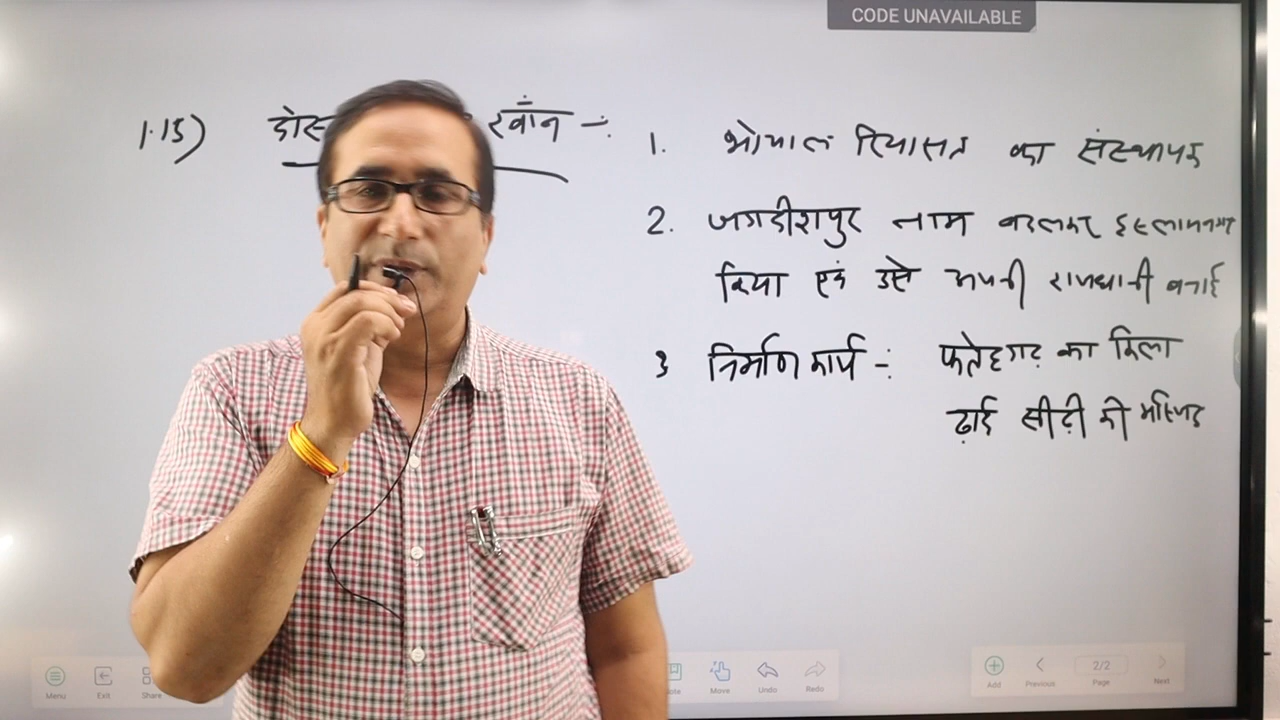 CODE UNAVAILABLE
1.15) दोस खान -:
1. भोपाल रियासत का संस्थापक
2. जगदीशपुर नाम बदलकर इस्लामनगर
किया एवं उसे अपनी राजधानी बनाई
3 निर्माण कार्य -: फतेहगढ़ का किला
ढ़ाई सीढ़ी की मस्जिद
Menu Exit Share Move Undo Redo Add Previous 2/2 Page Next